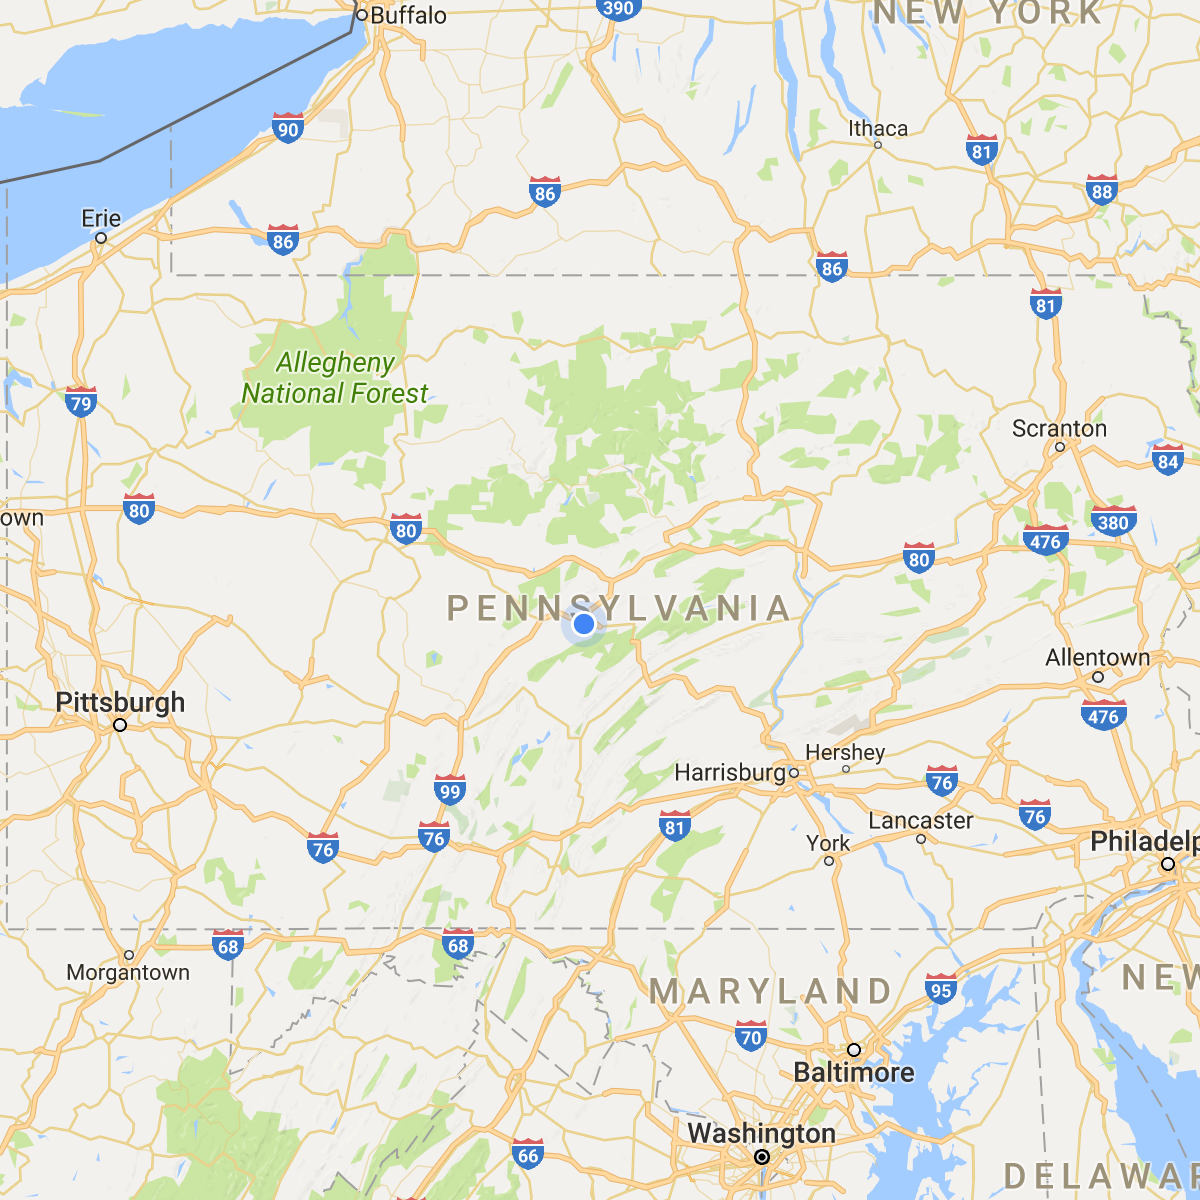 Buffalo
390
NEW YORK
90
Ithaca
81
86
88
Erie
86
86
81
Allegheny
National Forest
79
Scranton
84
80
own
80
380
476
80
PENNSYLVANIA
Allentown
Pittsburgh
476
Hershey
Harrisburg
76
99
76
81
Lancaster
76
76
York
Philadelp
68
68
Morgantown
NEW
MARYLAND
95
70
Baltimore
Washington
66
DELAWAR